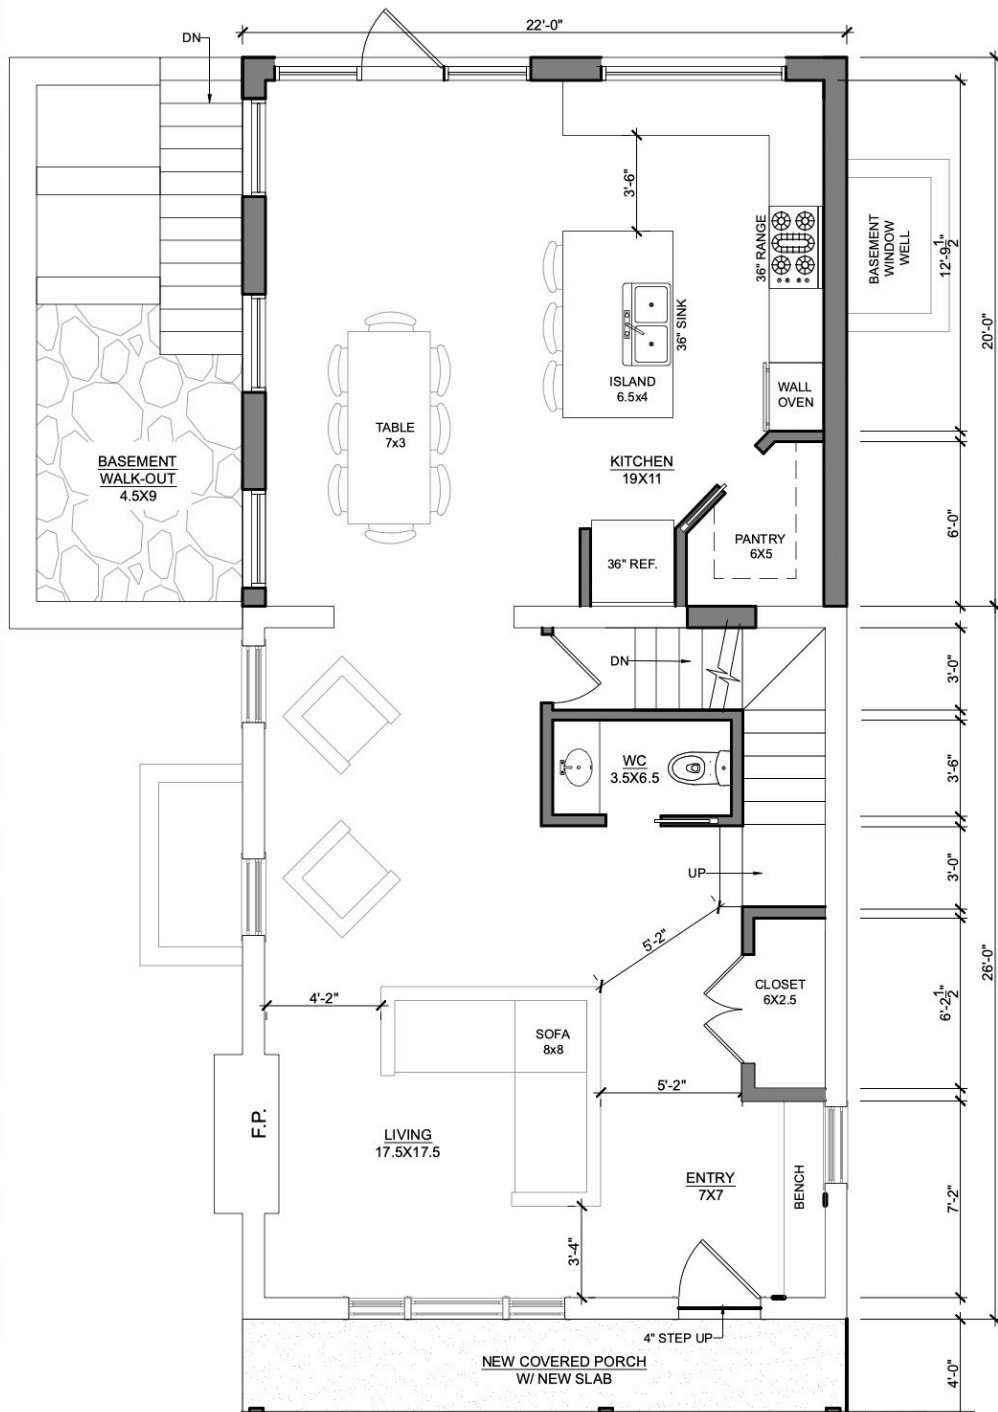 22'-0"
DN
3'-6"
36" RANGE
BASEMENT
WINDOW
WELL
12'-9 1/2"
20'-0"
36" SINK
ISLAND
6.5x4
WALL
OVEN
TABLE
7x3
BASEMENT
WALK-OUT
4.5X9
KITCHEN
19X11
6'-0"
PANTRY
6X5
36" REF.
DN
3'-0"
WC
3.5X6.5
3'-6"
UP
3'-0"
5'-2"
26'-0"
CLOSET
6X2.5
6'-2 1/2"
4'-2"
SOFA
8x8
5'-2"
F.P.
LIVING
17.5X17.5
ENTRY
7X7
BENCH
7'-2"
3'-4"
4" STEP UP
NEW COVERED PORCH
W/ NEW SLAB
4'-0"